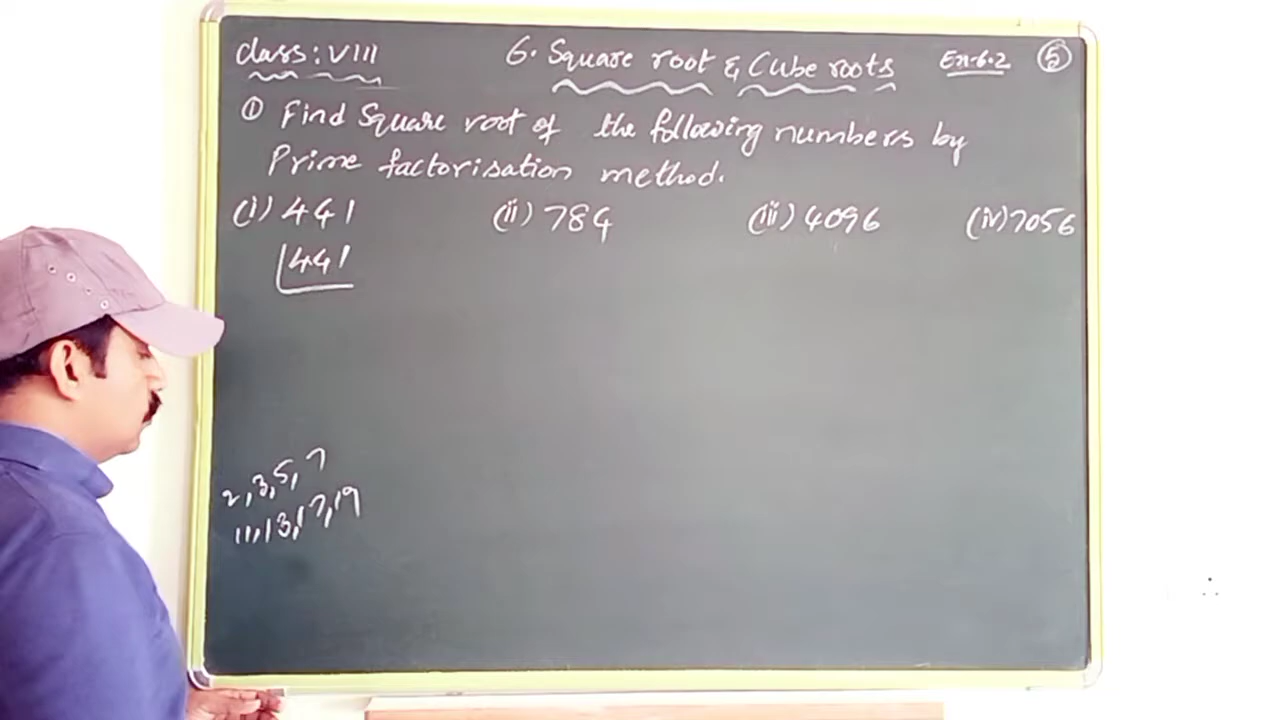 Class: VIII 6. Square root & Cube roots Ex-6.2 5
① Find Square root of the following numbers by
Prime factorisation method.
(i) 441 (ii) 784 (iii) 4096 (iv) 7056
441
2, 3, 5, 7
11, 13, 17, 19